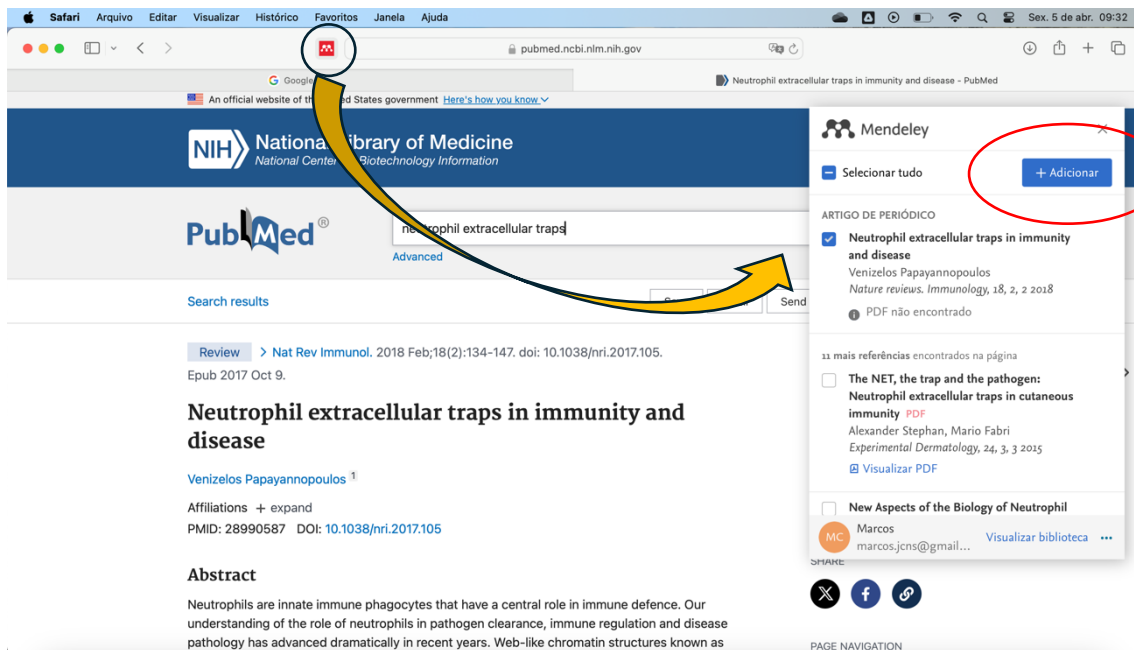 Safari Arquivo Editar Visualizar Histórico Favoritos Janela Ajuda Sex. 5 de abr. 09:32
pubmed.ncbi.nlm.nih.gov
Neutrophil extracellular traps in immunity and disease - PubMed
An official website of the United States government Here's how you know
NIH National Library of Medicine
National Center Biotechnology Information
PubMed®
neutrophil extracellular traps
Advanced
Search results
Send
Review > Nat Rev Immunol. 2018 Feb;18(2):134-147. doi: 10.1038/nri.2017.105.
Epub 2017 Oct 9.
Neutrophil extracellular traps in immunity and
disease
Venizelos Papayannopoulos 1
Affiliations + expand
PMID: 28990587 DOI: 10.1038/nri.2017.105
Abstract
Neutrophils are innate immune phagocytes that have a central role in immune defence. Our
understanding of the role of neutrophils in pathogen clearance, immune regulation and disease
pathology has advanced dramatically in recent years. Web-like chromatin structures known as
Mendeley
Selecionar tudo
+ Adicionar
ARTIGO DE PERIÓDICO
Neutrophil extracellular traps in immunity
and disease
Venizelos Papayannopoulos
Nature reviews. Immunology, 18, 2, 2 2018
PDF não encontrado
11 mais referências encontrados na página
The NET, the trap and the pathogen:
Neutrophil extracellular traps in cutaneous
immunity PDF
Alexander Stephan, Mario Fabri
Experimental Dermatology, 24, 3, 3 2015
Visualizar PDF
New Aspects of the Biology of Neutrophil
MC Marcos
marcos.jcns@gmail...
Visualizar biblioteca
SHARE
PAGE NAVIGATION